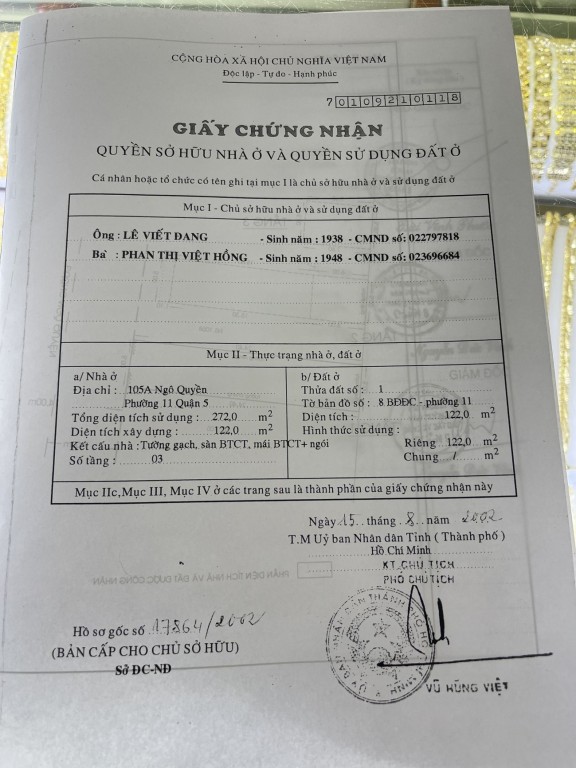 CỘNG HÒA XÃ HỘI CHỦ NGHĨA VIỆT NAM
Độc lập - Tự do - Hạnh phúc
7 0109210118
GIẤY CHỨNG NHẬN
QUYỀN SỞ HỮU NHÀ Ở VÀ QUYỀN SỬ DỤNG ĐẤT Ở
Cá nhân hoặc tổ chức có tên ghi tại mục I là chủ sở hữu nhà ở và sử dụng đất ở
Mục I - Chủ sở hữu nhà ở và sử dụng đất ở
Ông : LÊ VIẾT ĐANG - Sinh năm : 1938 - CMND số: 022797818
Bà : PHAN THỊ VIỆT HỒNG - Sinh năm : 1948 - CMND số: 023696684
Mục II - Thực trạng nhà ở, đất ở
a/ Nhà ở
Địa chỉ : 105A Ngô Quyền
Phường 11 Quận 5
Tổng diện tích sử dụng : 272,0 m²
Diện tích xây dựng : 122,0 m²
Kết cấu nhà : Tường gạch, sàn BTCT, mái BTCT+ ngói
Số tầng : 03
b/ Đất ở
Thửa đất số : 1
Tờ bản đồ số : 8 BĐĐC - phường 11
Diện tích : 122,0 m²
Hình thức sử dụng :
Riêng 122,0 m²
Chung / m²
Mục IIc, Mục III, Mục IV ở các trang sau là thành phần của giấy chứng nhận này
Ngày 15 tháng 8 năm 2002
T.M Uỷ ban Nhân dân Tỉnh ( Thành phố )
Hồ Chí Minh
KT.CHỦ TỊCH
PHÓ CHỦ TỊCH
Hồ sơ gốc số 17564/2002
(BẢN CẤP CHO CHỦ SỞ HỮU)
Sở ĐC-NĐ
VŨ HÙNG VIỆT